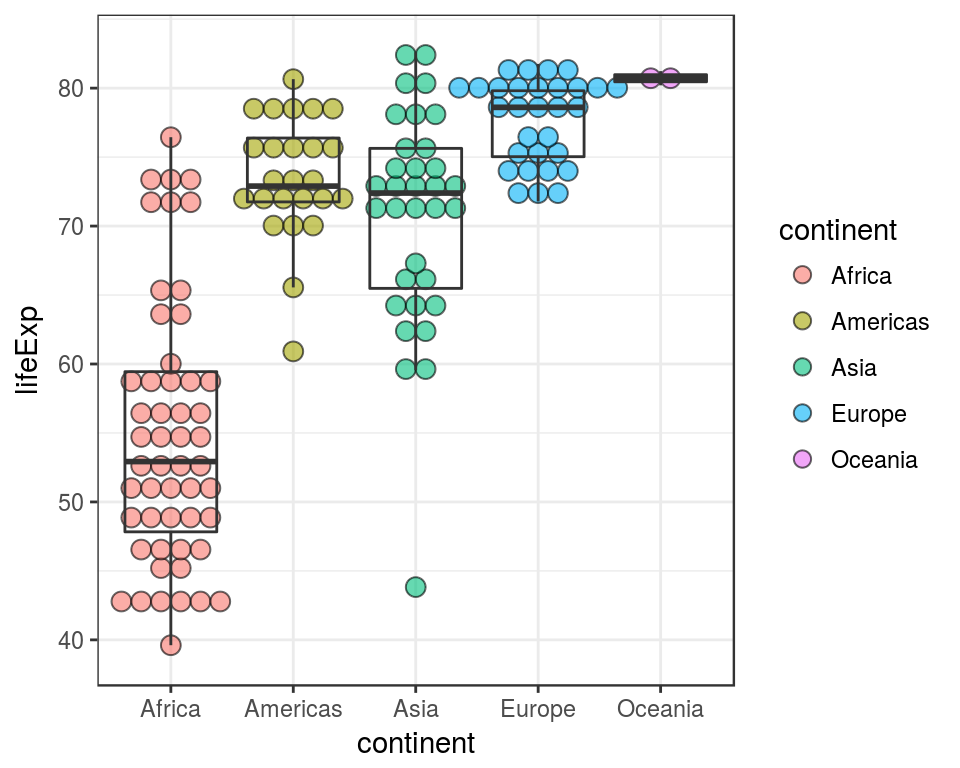 lifeExp
80
70
60
50
40
Africa Americas Asia Europe Oceania
continent
continent
Africa
Americas
Asia
Europe
Oceania